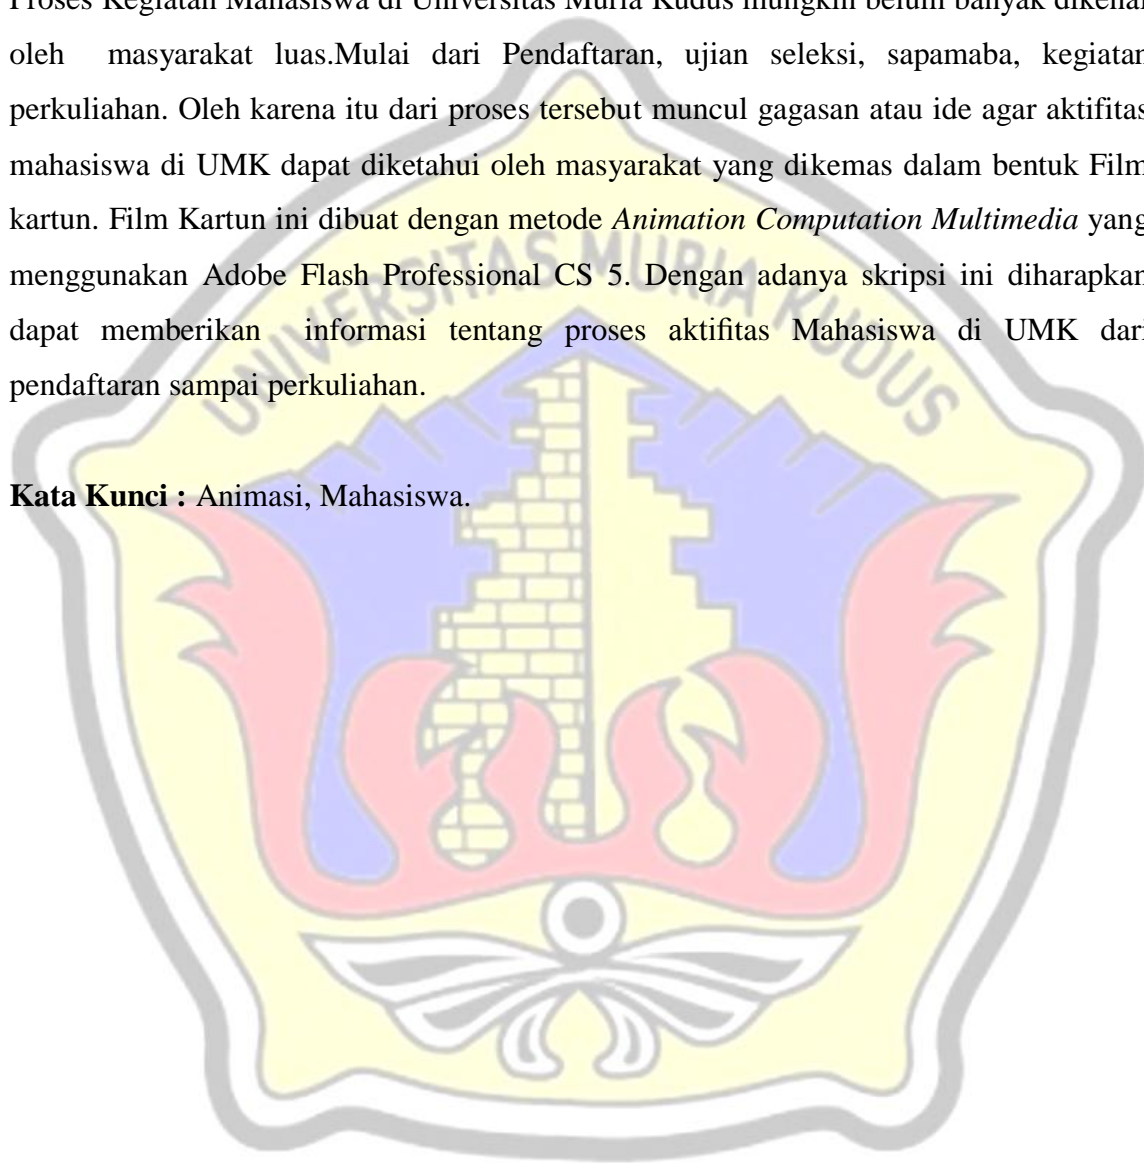 Proses Kegiatan Mahasiswa di Universitas Muria Kudus mungkin belum banyak dikenal
oleh masyarakat luas.Mulai dari Pendaftaran, ujian seleksi, sapamaba, kegiatan
perkuliahan. Oleh karena itu dari proses tersebut muncul gagasan atau ide agar aktifitas
mahasiswa di UMK dapat diketahui oleh masyarakat yang dikemas dalam bentuk Film
kartun. Film Kartun ini dibuat dengan metode Animation Computation Multimedia yang
menggunakan Adobe Flash Professional CS 5. Dengan adanya skripsi ini diharapkan
dapat memberikan informasi tentang proses aktifitas Mahasiswa di UMK dari
pendaftaran sampai perkuliahan.
Kata Kunci : Animasi, Mahasiswa.
UNIVERSITAS MURIA KUDUS